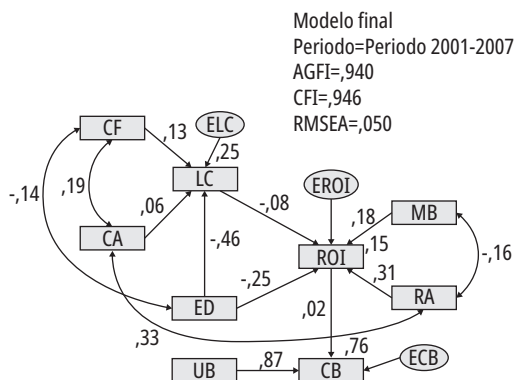 Modelo final
Periodo=Periodo 2001-2007
AGFI=,940
CFI=,946
RMSEA=,050
CF
,13
ELC
,25
LC
-,14
,19
,06
CA
-,46
-,08
EROI
,18
MB
,15
ROI
-,16
-,25
,31
RA
ED
,02
,33
UB
,87
,76
CB
ECB